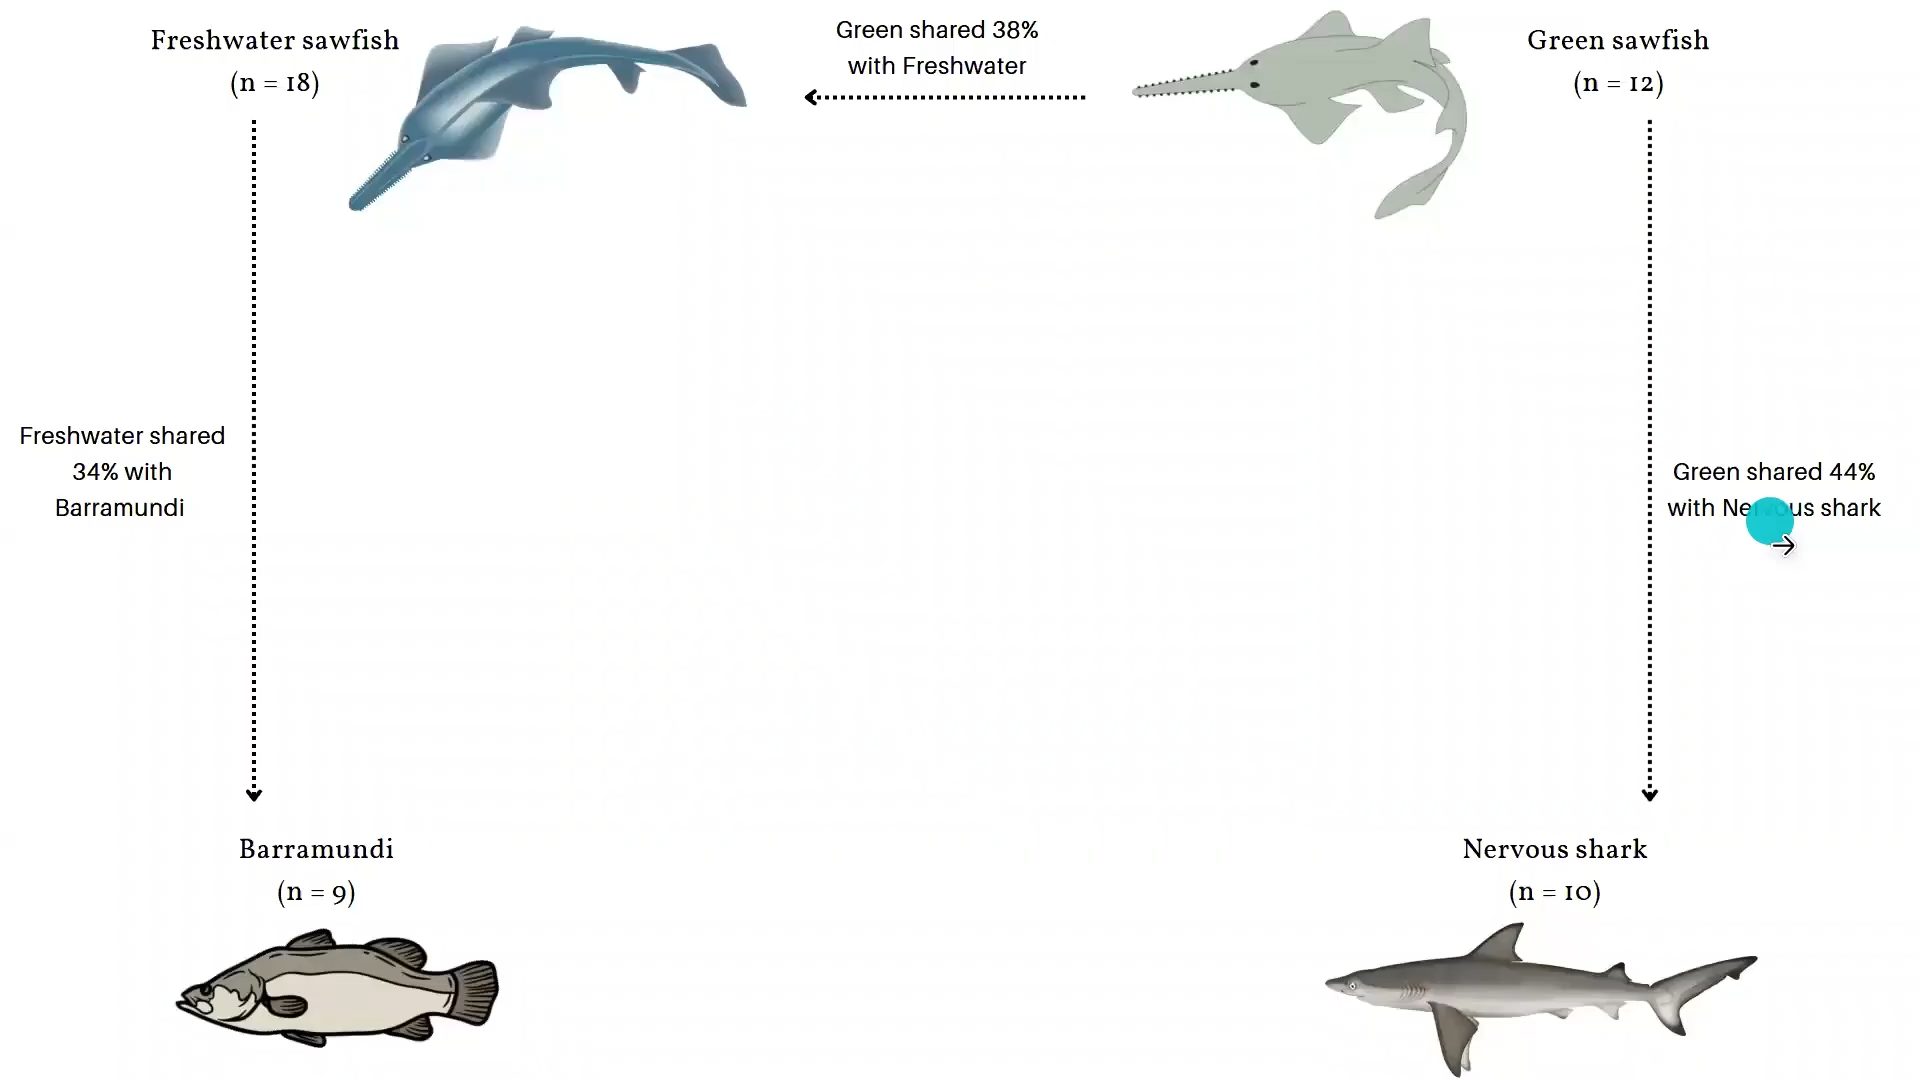 Freshwater sawfish
(n = 18)
Green shared 38%
with Freshwater
Green sawfish
(n = 12)
Freshwater shared
34% with
Barramundi
Green shared 44%
with Nervous shark
Barramundi
(n = 9)
Nervous shark
(n = 10)